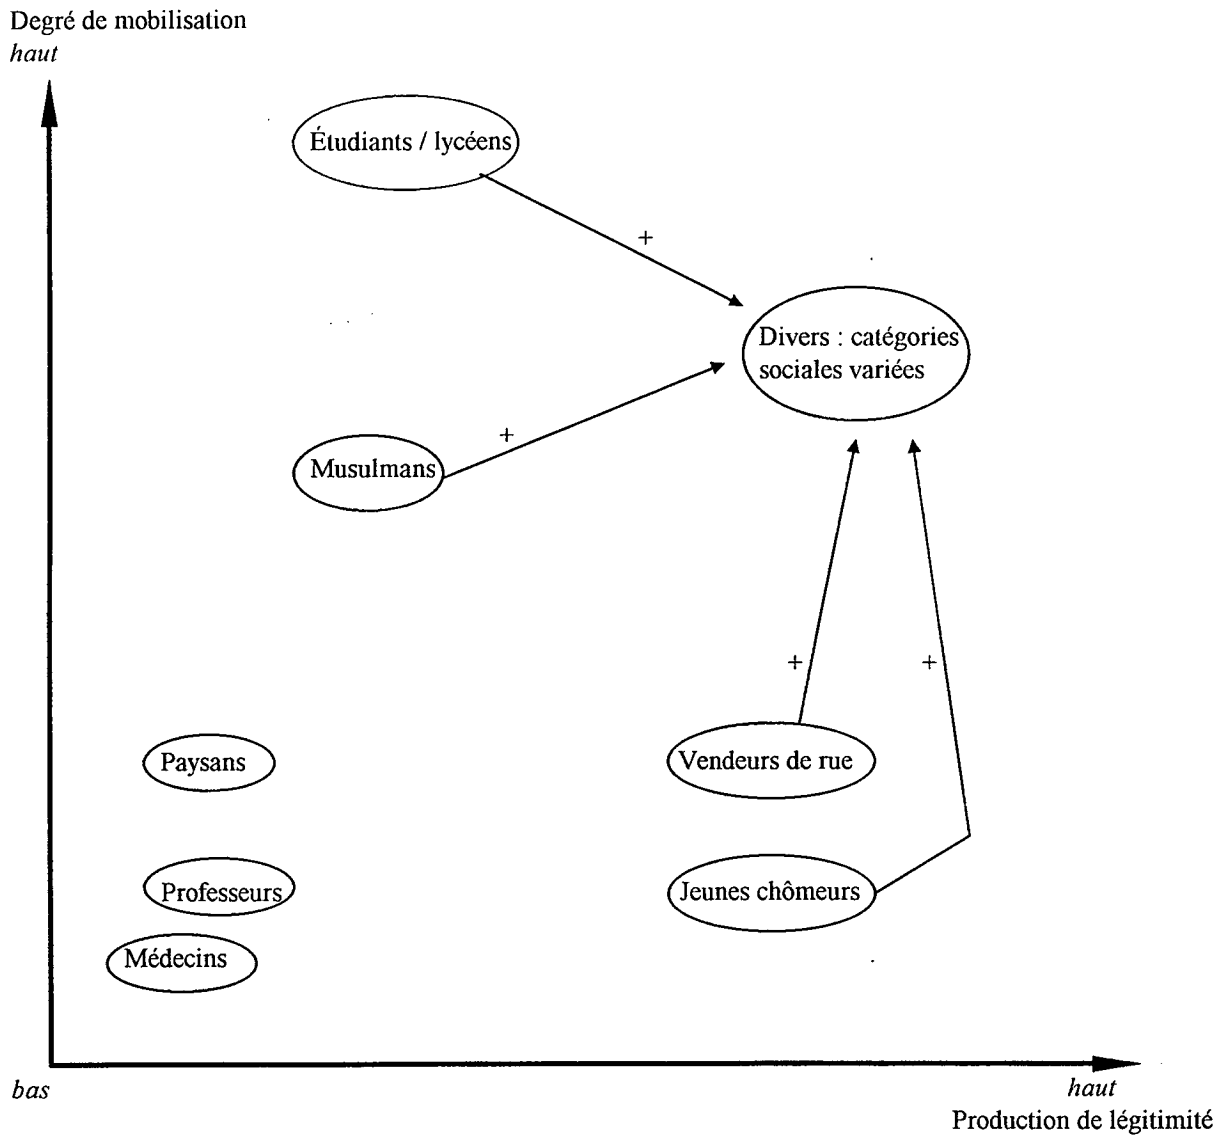 Degré de mobilisation
haut
Étudiants / lycéens
+
Divers : catégories
sociales variées
+
Musulmans
+
+
Paysans
Vendeurs de rue
Professeurs
Jeunes chômeurs
Médecins
bas
haut
Production de légitimité